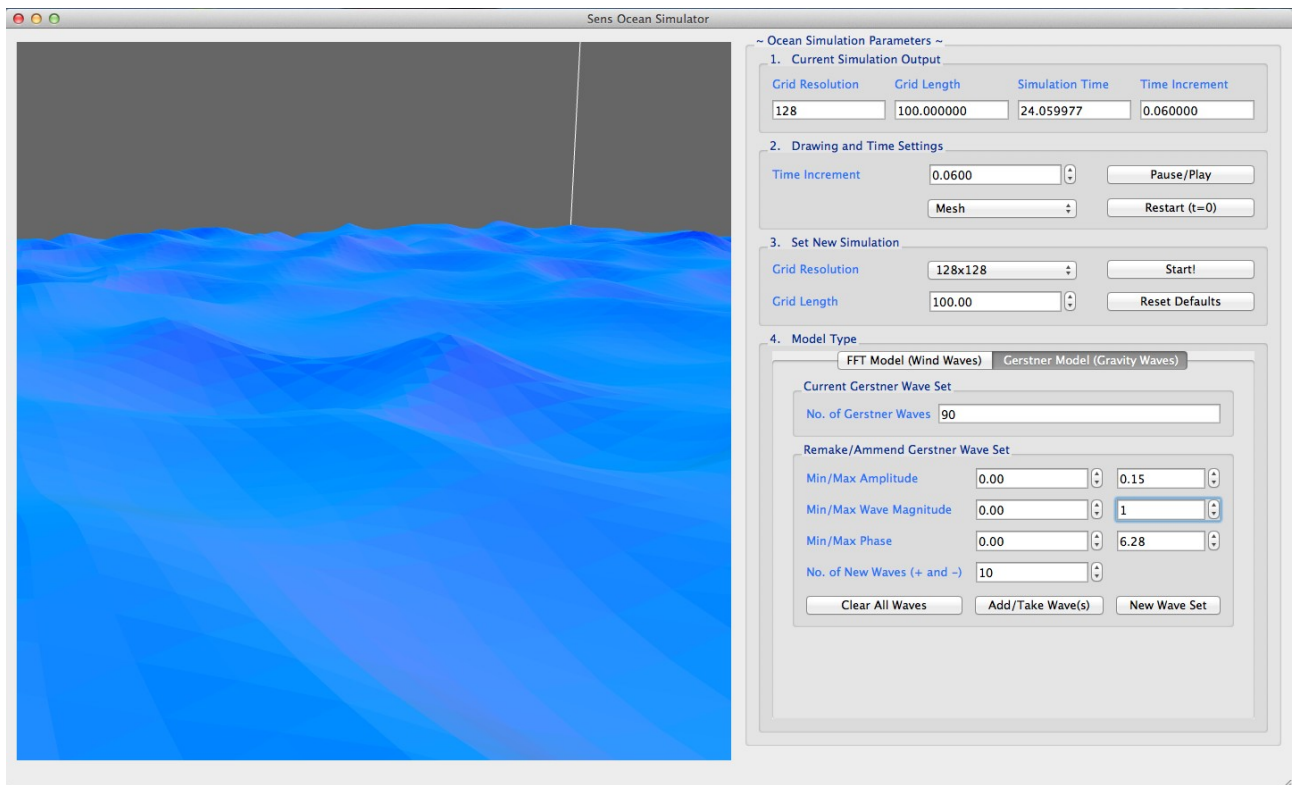 Sens Ocean Simulator
~ Ocean Simulation Parameters ~
1. Current Simulation Output
Grid Resolution Grid Length Simulation Time Time Increment
128 100.000000 24.059977 0.060000
2. Drawing and Time Settings
Time Increment 0.0600 Pause/Play
Mesh Restart (t=0)
3. Set New Simulation
Grid Resolution 128x128 Start!
Grid Length 100.00 Reset Defaults
4. Model Type
FFT Model (Wind Waves) Gerstner Model (Gravity Waves)
Current Gerstner Wave Set
No. of Gerstner Waves 90
Remake/Ammend Gerstner Wave Set
Min/Max Amplitude 0.00 0.15
Min/Max Wave Magnitude 0.00 1
Min/Max Phase 0.00 6.28
No. of New Waves (+ and -) 10
Clear All Waves Add/Take Wave(s) New Wave Set